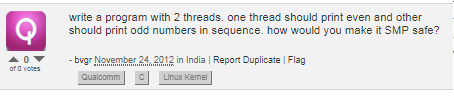 write a program with 2 threads. one thread should print even and other
should print odd numbers in sequence. how would you make it SMP safe?
0
of 0 votes
- bvgr November 24, 2012 in India | Report Duplicate | Flag
Qualcomm C Linux Kernel